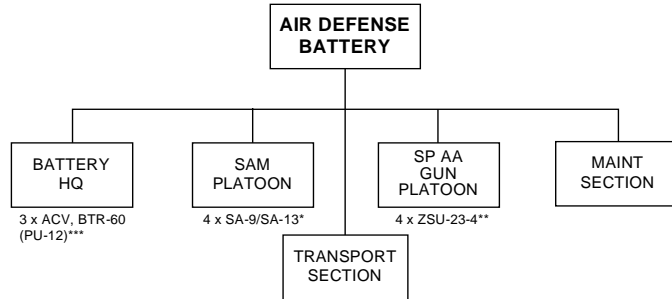 AIR DEFENSE
BATTERY
BATTERY
HQ
3 x ACV, BTR-60
(PU-12)***
SAM
PLATOON
4 x SA-9/SA-13*
SP AA
GUN
PLATOON
4 x ZSU-23-4**
MAINT
SECTION
TRANSPORT
SECTION